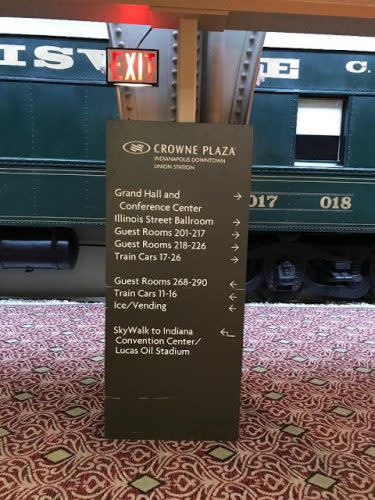 EXIT
CROWNE PLAZA
INDIANAPOLIS DOWNTOWN
UNION STATION
Grand Hall and →
Conference Center
Illinois Street Ballroom →
Guest Rooms 201-217 →
Guest Rooms 218-226 →
Train Cars 17-26 →
Guest Rooms 268-290 ←
Train Cars 11-16 ←
Ice/Vending ←
SkyWalk to Indiana ↰
Convention Center/
Lucas Oil Stadium
017 018